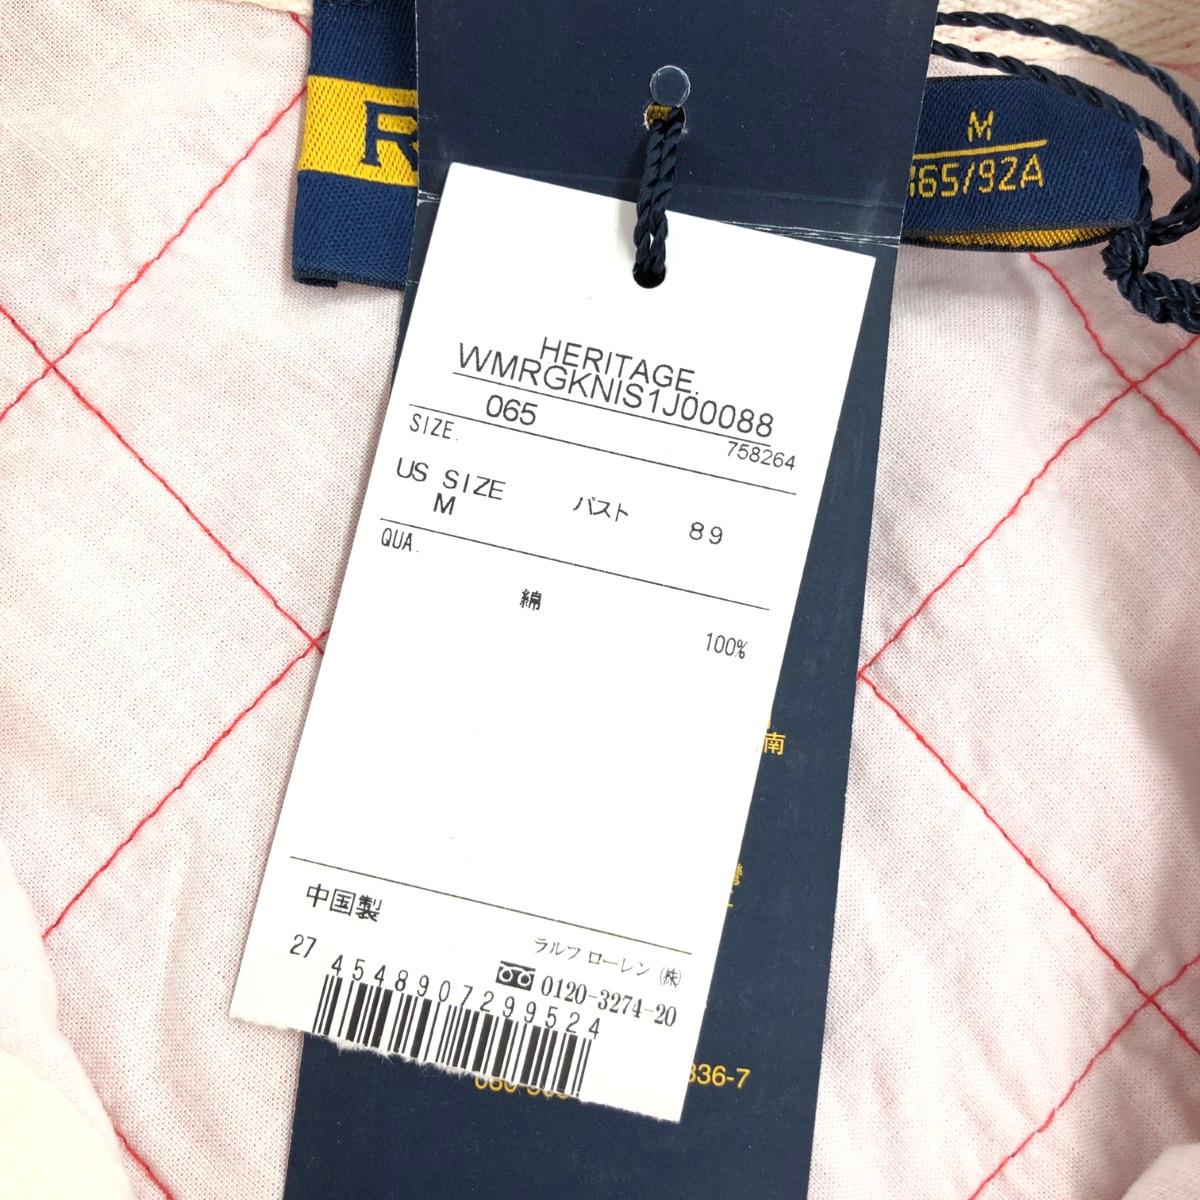 M
165/92A
HERITAGE.
WMRGKNIS1J00088
065
758264
SIZE.
US SIZE
M
バスト
89
QUA.
綿
100%
南
中国製
27
ラルフ ローレン (株)
0120-3274-20
4548907299524
336-7